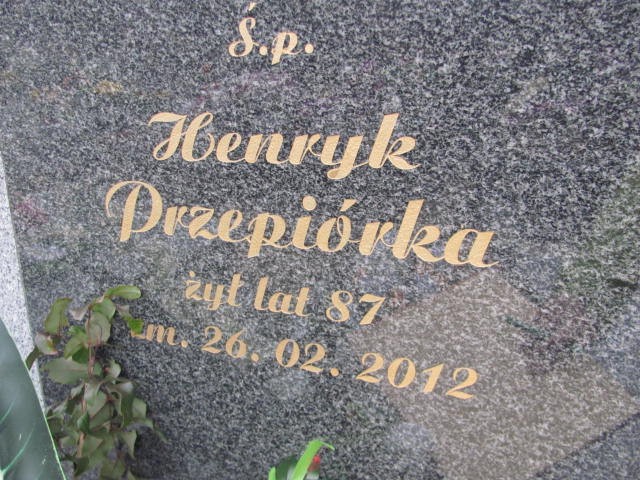 Ś.p.
Henryk
Przepiórka
żył lat 87
zm. 26. 02. 2012